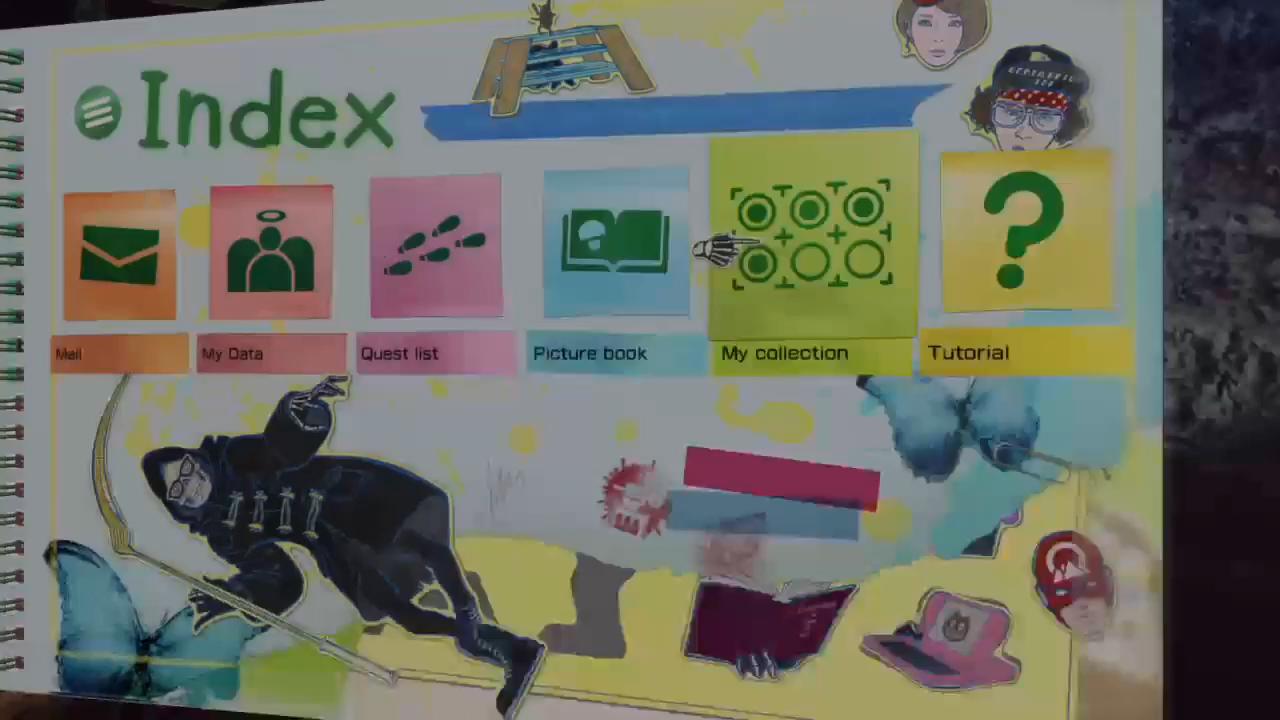 Index
Mail
My Data
Quest list
Picture book
My collection
Tutorial